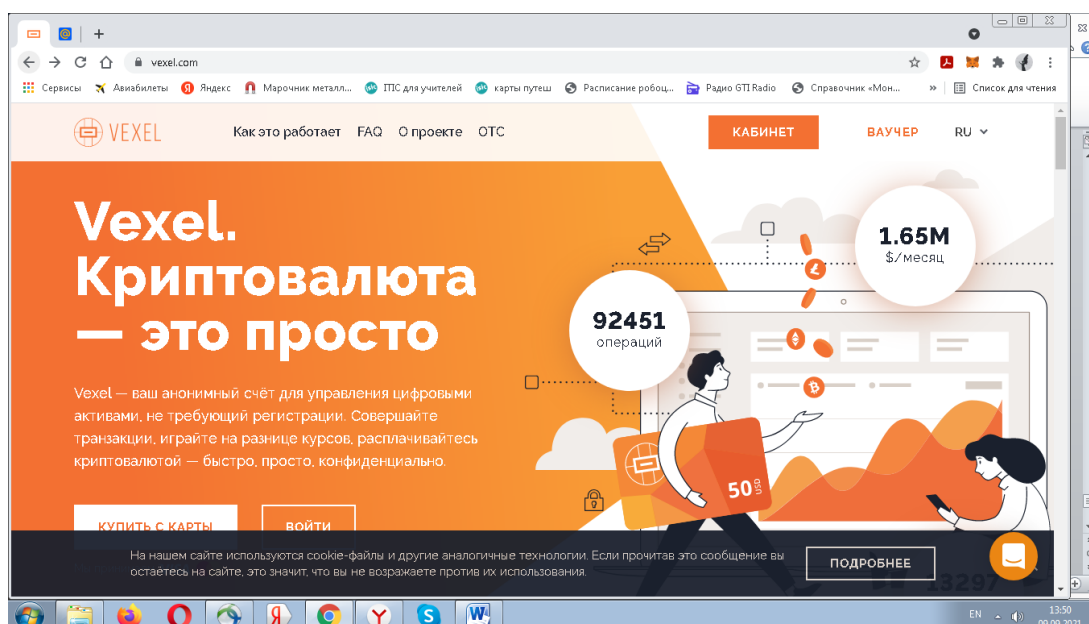 vexel.com
Сервисы Авиабилеты Яндекс Марочник металл... ГПС для учителей карты путеш Расписание робоц... Радио GTI Radio Справочник «Мон... » Список для чтения
VEXEL Как это работает FAQ О проекте OTC КАБИНЕТ ВАУЧЕР RU
Vexel.
Криптовалюта
— это просто
1.65M
$/месяц
92451
операций
Vexel — ваш анонимный счёт для управления цифровыми
активами, не требующий регистрации. Совершайте
транзакции, играйте на разнице курсов, расплачивайтесь
криптовалютой — быстро, просто, конфиденциально.
50 USD
КУПИТЬ С КАРТЫ ВОЙТИ
На нашем сайте используются cookie-файлы и другие аналогичные технологии. Если прочитав это сообщение вы
остаётесь на сайте, это значит, что вы не возражаете против их использования.
ПОДРОБНЕЕ
13297
EN 13:50
09.09.2021